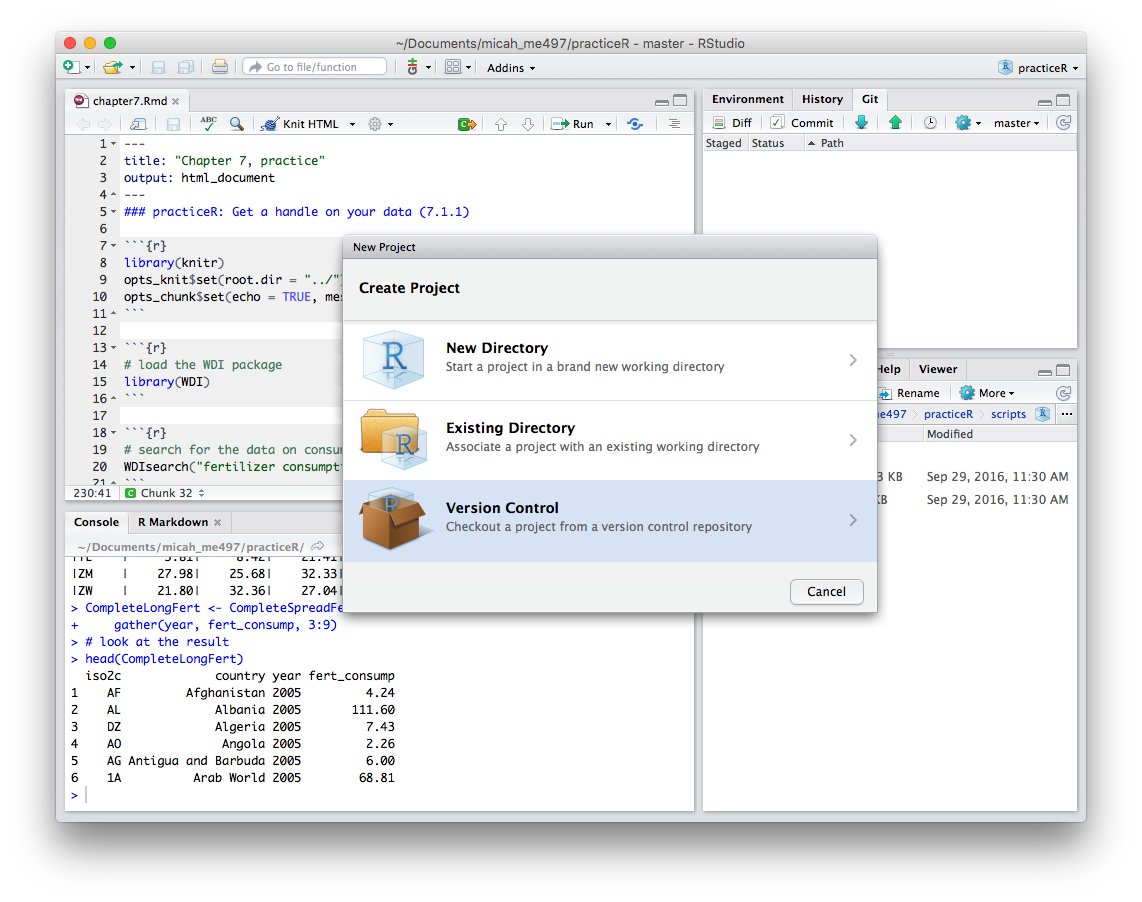 ~/Documents/micah_me497/practiceR - master - RStudio
Go to file/function
Addins
practiceR
chapter7.Rmd
ABC
Knit HTML
Run
1 ---
2 title: "Chapter 7, practice"
3 output: html_document
4 ---
5 ### practiceR: Get a handle on your data (7.1.1)
6
7 ```{r}
8 library(knitr)
9 opts_knit$set(root.dir = "../")
10 opts_chunk$set(echo = TRUE, mes
11 ```
12
13 ```{r}
14 # load the WDI package
15 library(WDI)
16 ```
17
18 ```{r}
19 # search for the data on consu
20 WDIsearch("fertilizer consumpt
21 ```
230:41 C Chunk 32
Environment History Git
Diff Commit master
Staged Status Path
New Project
Create Project
R
New Directory
Start a project in a brand new working directory
R
Existing Directory
Associate a project with an existing working directory
R
Version Control
Checkout a project from a version control repository
Cancel
Help Viewer
Rename More
me497 practiceR scripts R ...
Modified
3 KB Sep 29, 2016, 11:30 AM
KB Sep 29, 2016, 11:30 AM
Console R Markdown
~/Documents/micah_me497/practiceR/
|ZM | 27.98| 25.68| 32.33|
|ZW | 21.80| 32.36| 27.04|
> CompleteLongFert <- CompleteSpreadFe
+ gather(year, fert_consump, 3:9)
> # look at the result
> head(CompleteLongFert)
iso2c country year fert_consump
1 AF Afghanistan 2005 4.24
2 AL Albania 2005 111.60
3 DZ Algeria 2005 7.43
4 AO Angola 2005 2.26
5 AG Antigua and Barbuda 2005 6.00
6 1A Arab World 2005 68.81
>